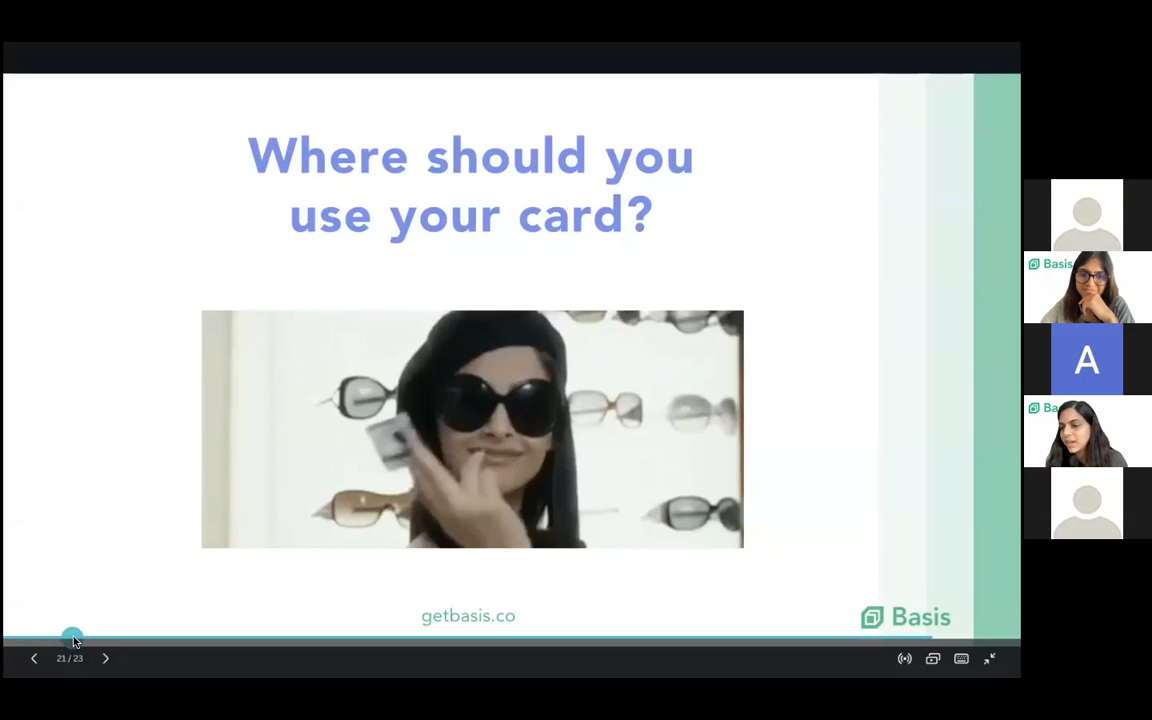 Where should you
use your card?
getbasis.co
Basis
21 / 23
Basis
A
Ba